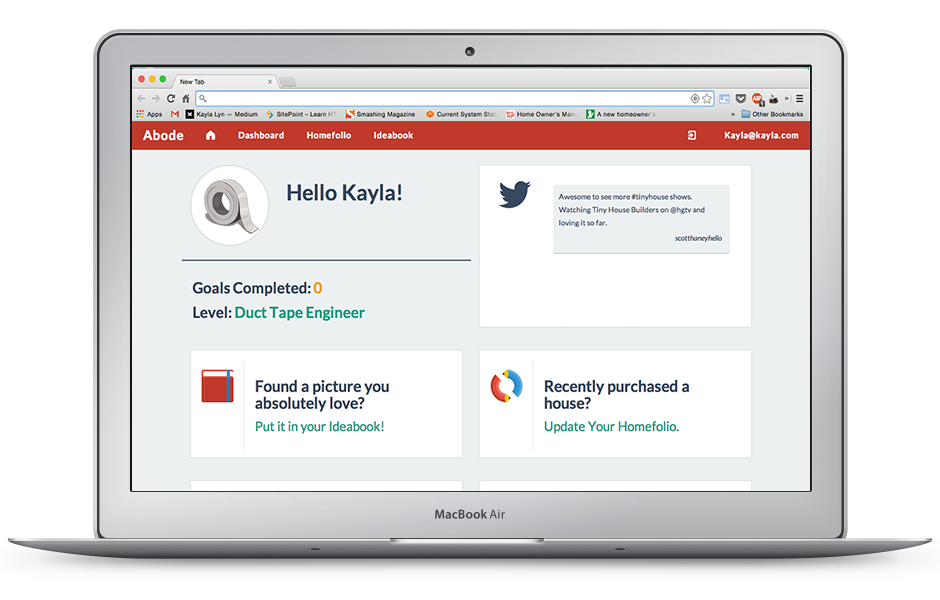 New Tab
Apps
Kayla Lyn — Medium
SitePoint – Learn HT
Smashing Magazine
Current System Stat
Home Owner's Manu
A new homeowner's
»
Other Bookmarks
Abode
Dashboard
Homefolio
Ideabook
Kayla@kayla.com
Hello Kayla!
Goals Completed: 0
Level: Duct Tape Engineer
Awesome to see more #tinyhouse shows.
Watching Tiny House Builders on @hgtv and
loving it so far.
scotthaneyhello
Found a picture you
absolutely love?
Put it in your Ideabook!
Recently purchased a
house?
Update Your Homefolio.
MacBook Air